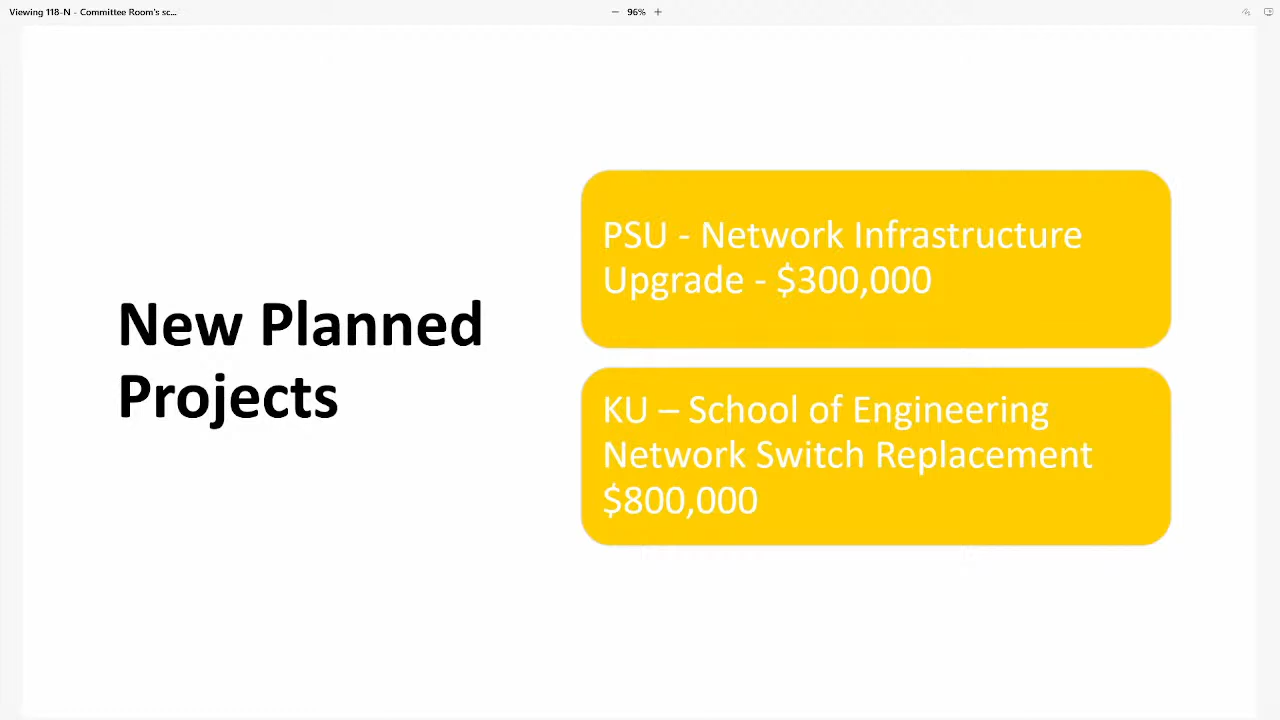 Viewing 118-N - Committee Room's sc...
96%
New Planned
Projects
PSU - Network Infrastructure
Upgrade - $300,000
KU – School of Engineering
Network Switch Replacement
$800,000